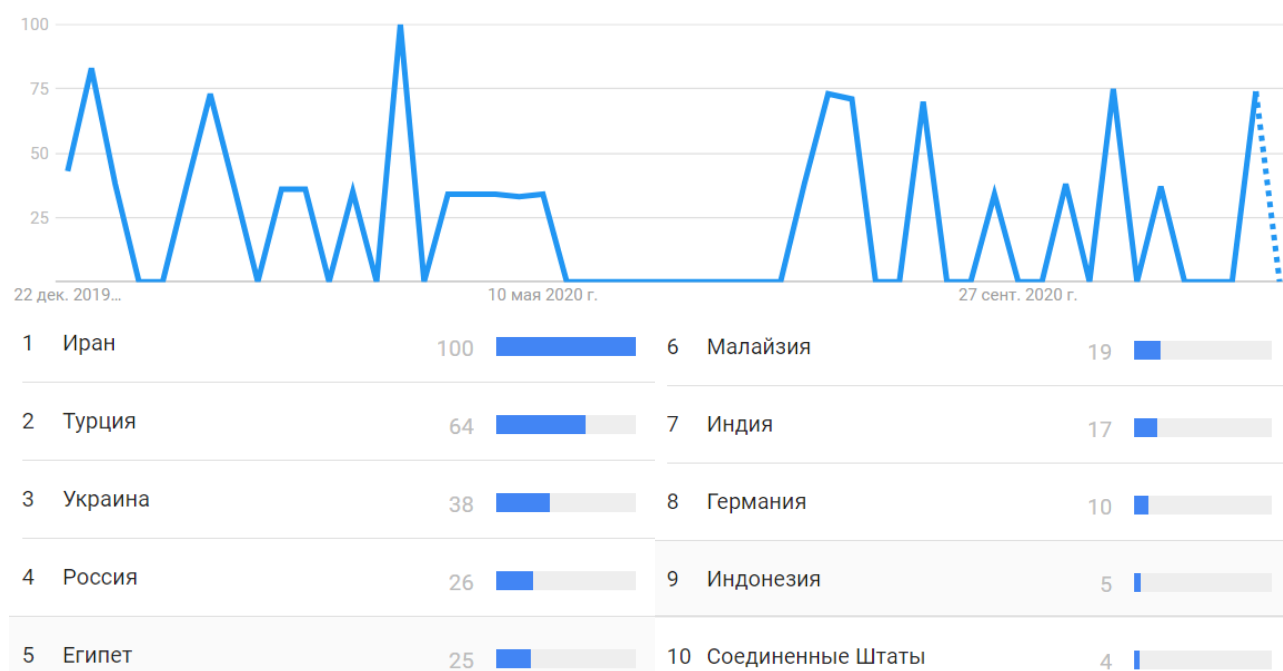 100
75
50
25
22 дек. 2019…
10 мая 2020 г.
27 сент. 2020 г.
1 Иран 100
2 Турция 64
3 Украина 38
4 Россия 26
5 Египет 25
6 Малайзия 19
7 Индия 17
8 Германия 10
9 Индонезия 5
10 Соединенные Штаты 4